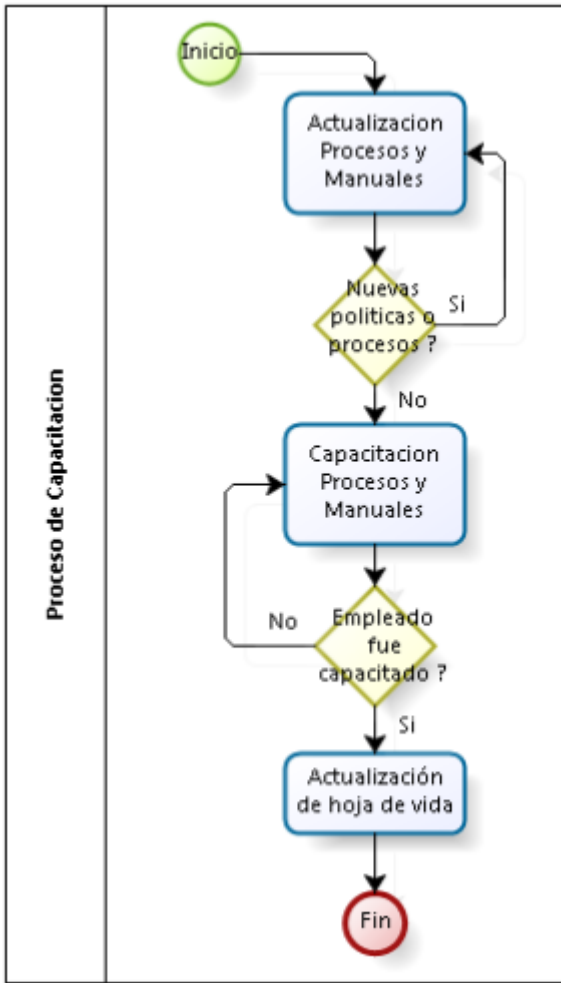 Proceso de Capacitacion
Inicio
Actualizacion
Procesos y
Manuales
Nuevas
politicas o
procesos ?
Si
No
Capacitacion
Procesos y
Manuales
Empleado
fue
capacitado ?
No
Si
Actualización
de hoja de vida
Fin